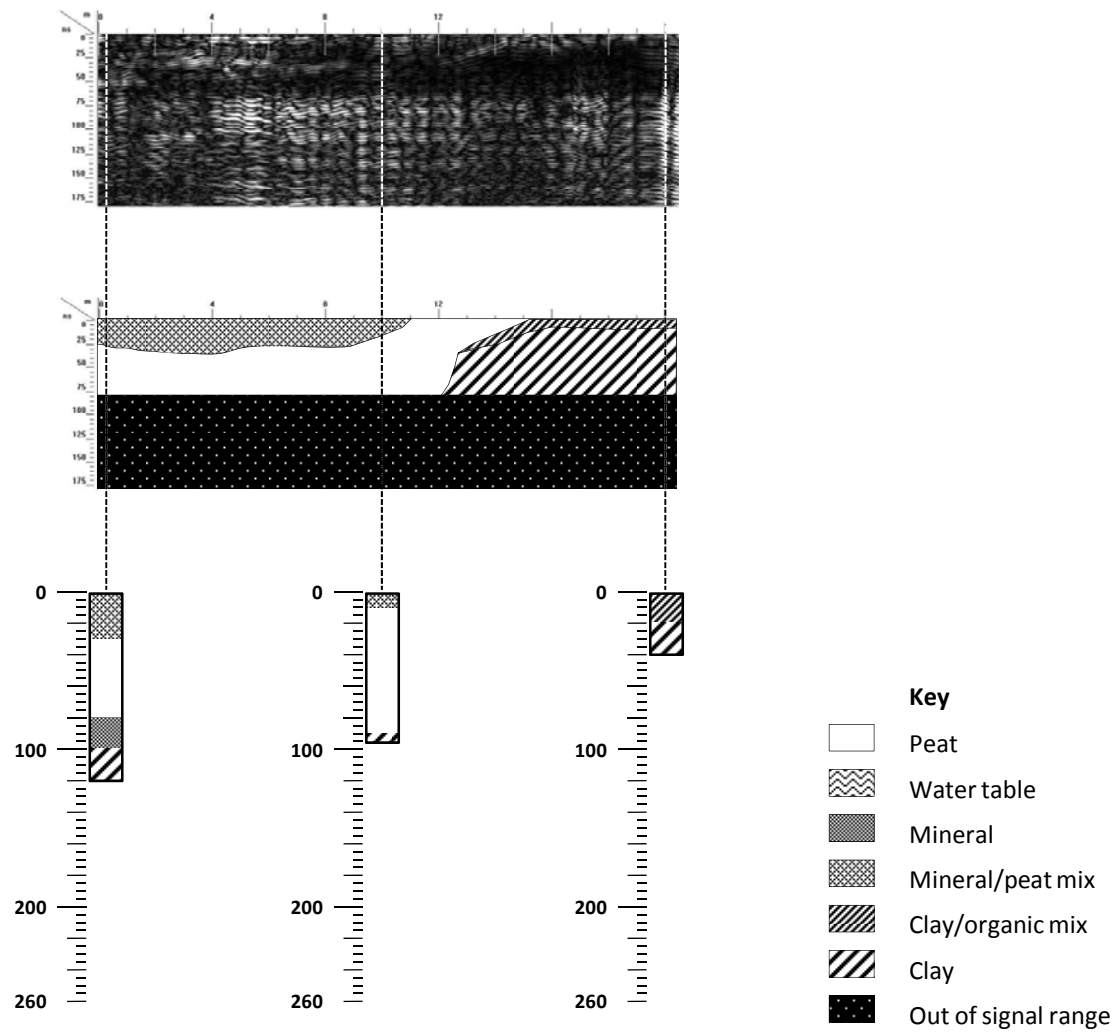 m 0 4 8 12
ns
0
25
50
75
100
125
150
175
m 0 4 8 12
ns
0
25
50
75
100
125
150
175
0 0 0
100 100 100
200 200 200
260 260 260
Key
Peat
Water table
Mineral
Mineral/peat mix
Clay/organic mix
Clay
Out of signal range